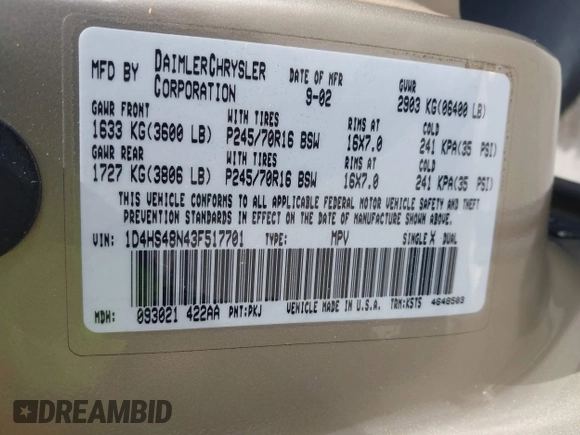 MFD BY DAIMLERCHRYSLER CORPORATION DATE OF MFR 9-02 GVWR 2903 KG(06400 LB)
GAWR FRONT WITH TIRES RIMS AT COLD
1633 KG(3600 LB) P245/70R16 BSW 16X7.0 241 KPA(35 PSI)
GAWR REAR WITH TIRES RIMS AT COLD
1727 KG(3806 LB) P245/70R16 BSW 16X7.0 241 KPA(35 PSI)
THIS VEHICLE CONFORMS TO ALL APPLICABLE FEDERAL MOTOR VEHICLE SAFETY AND THEFT
PREVENTION STANDARDS IN EFFECT ON THE DATE OF MANUFACTURE SHOWN ABOVE.
VIN: 1D4HS48N43F517701 TYPE: MPV SINGLE X DUAL
MDH: 093021 422AA PNT:PKJ VEHICLE MADE IN U.S.A. TRM:KSTS 4648503
DREAMBID